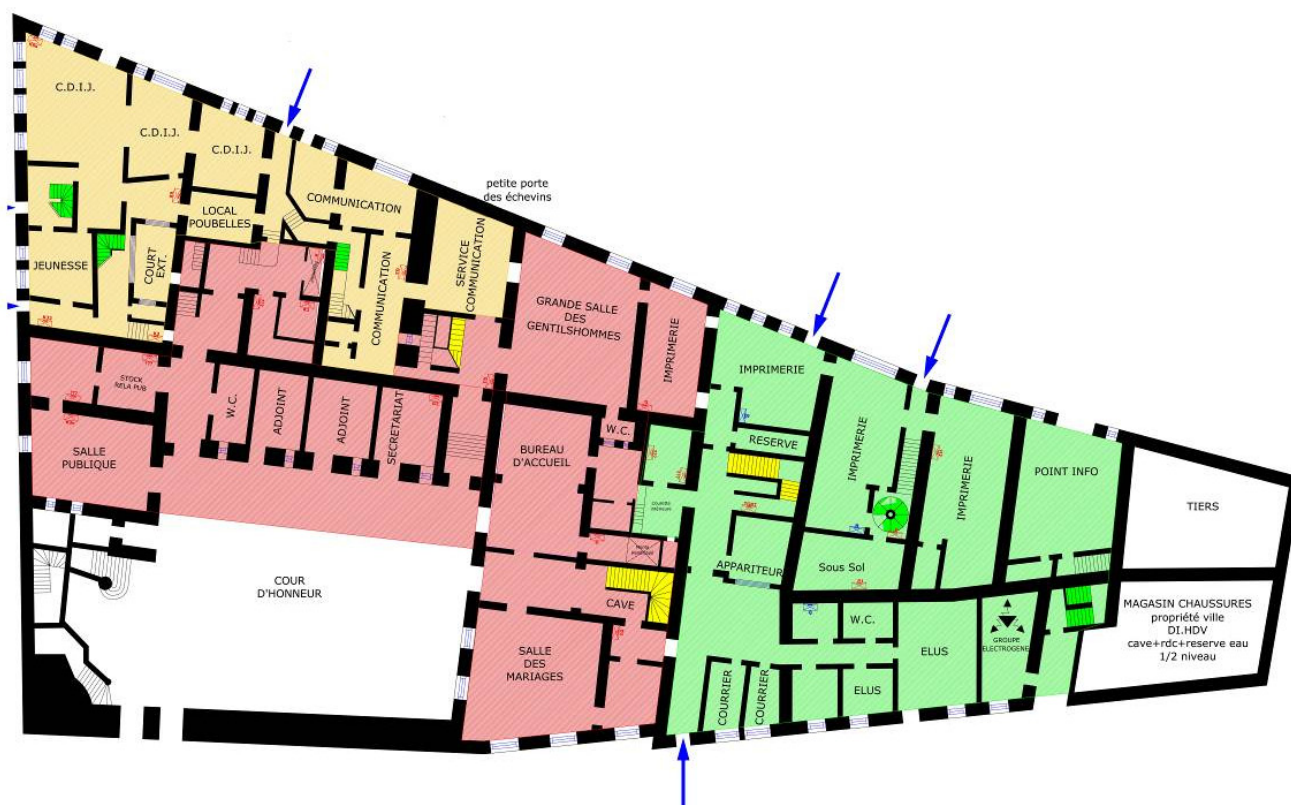 C.D.I.J.
C.D.I.J.
C.D.I.J.
petite porte
des échevins
COMMUNICATION
LOCAL
POUBELLES
SERVICE
COMMUNICATION
COURT
EXT.
JEUNESSE
COMMUNICATION
GRANDE SALLE
DES
GENTILSHOMMES
IMPRIMERIE
IMPRIMERIE
STOCK
RELA PUB
W.C.
ADJOINT
ADJOINT
SECRETARIAT
W.C.
RESERVE
SALLE
PUBLIQUE
BUREAU
D'ACCUEIL
IMPRIMERIE
IMPRIMERIE
POINT INFO
TIERS
APPARITEUR
Sous Sol
COUR
D'HONNEUR
CAVE
W.C.
MAGASIN CHAUSSURES
propriété ville
DI.HDV
cave+rdc+reserve eau
1/2 niveau
GROUPE
ELECTROGENE
ELUS
SALLE
DES
MARIAGES
ELUS
COURRIER
COURRIER